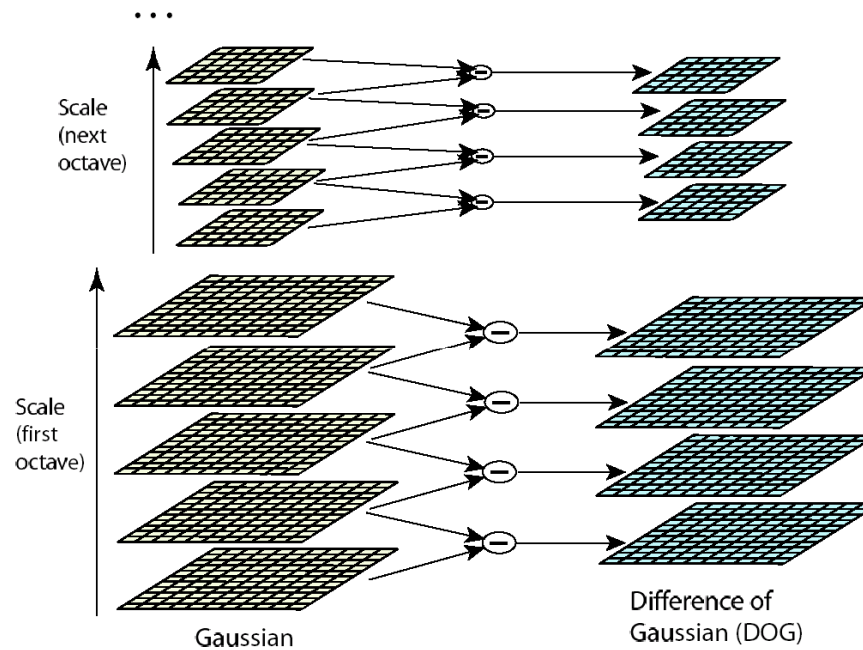 ...
Scale
(next
octave)
Scale
(first
octave)
Gaussian
Difference of
Gaussian (DOG)